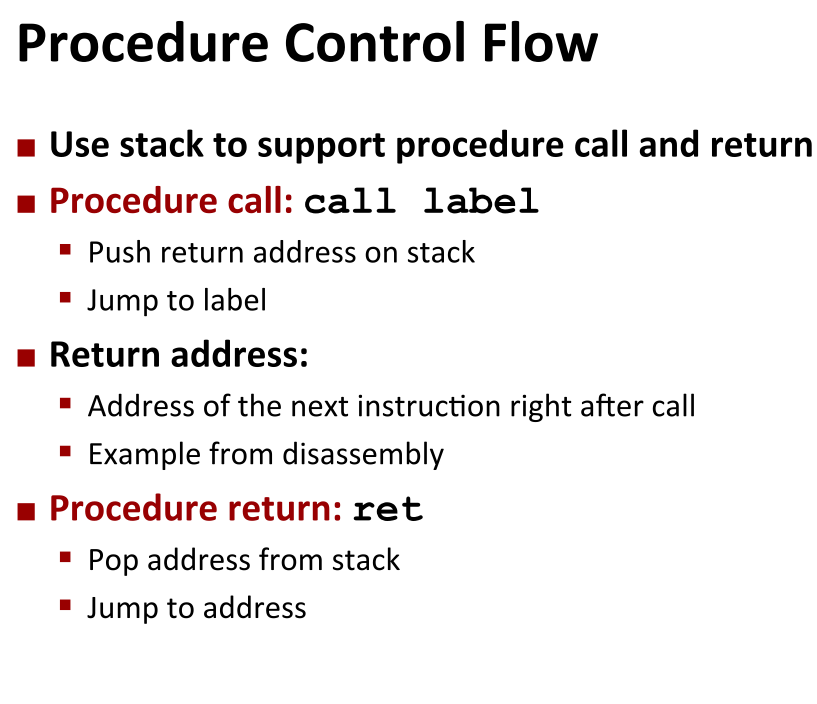 Procedure Control Flow
Use stack to support procedure call and return
Procedure call: call label
Push return address on stack
Jump to label
Return address:
Address of the next instruction right after call
Example from disassembly
Procedure return: ret
Pop address from stack
Jump to address